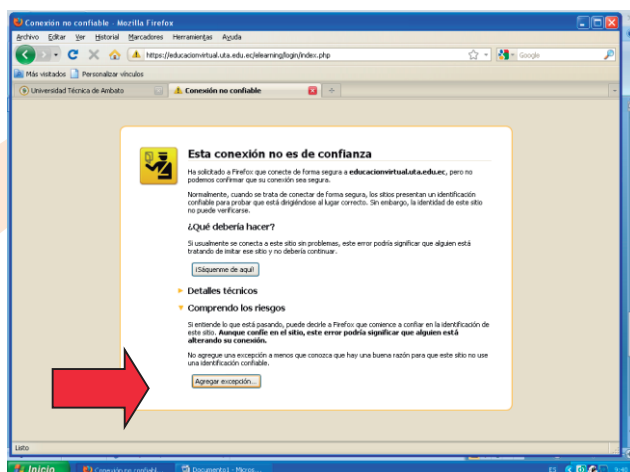 Conexión no confiable - Mozilla Firefox
Archivo Editar Ver Historial Marcadores Herramientas Ayuda
https://educacionvirtual.uta.edu.ec/elearning/login/index.php
Google
Más visitados Personalizar vínculos
Universidad Técnica de Ambato
Conexión no confiable
Esta conexión no es de confianza
Ha solicitado a Firefox que conecte de forma segura a educacionvirtual.uta.edu.ec, pero no
podemos confirmar que su conexión sea segura.
Normalmente, cuando se trata de conectar de forma segura, los sitios presentan un identificación
confiable para probar que está dirigiéndose al lugar correcto. Sin embargo, la identidad de este sitio
no puede verificarse.
¿Qué debería hacer?
Si usualmente se conecta a este sitio sin problemas, este error podría significar que alguien está
tratando de imitar ese sitio y no debería continuar.
¡Sáquenme de aquí!
Detalles técnicos
Comprendo los riesgos
Si entiende lo que está pasando, puede decirle a Firefox que comience a confiar en la identificación de
este sitio. Aunque confíe en el sitio, este error podría significar que alguien está
alterando su conexión.
No agregue una excepción a menos que conozca que hay una buena razón para que este sitio no use
una identificación confiable.
Agregar excepción...
Listo
Inicio
Conexión no confiabl...
Documento1 - Micros...
ES
9:40